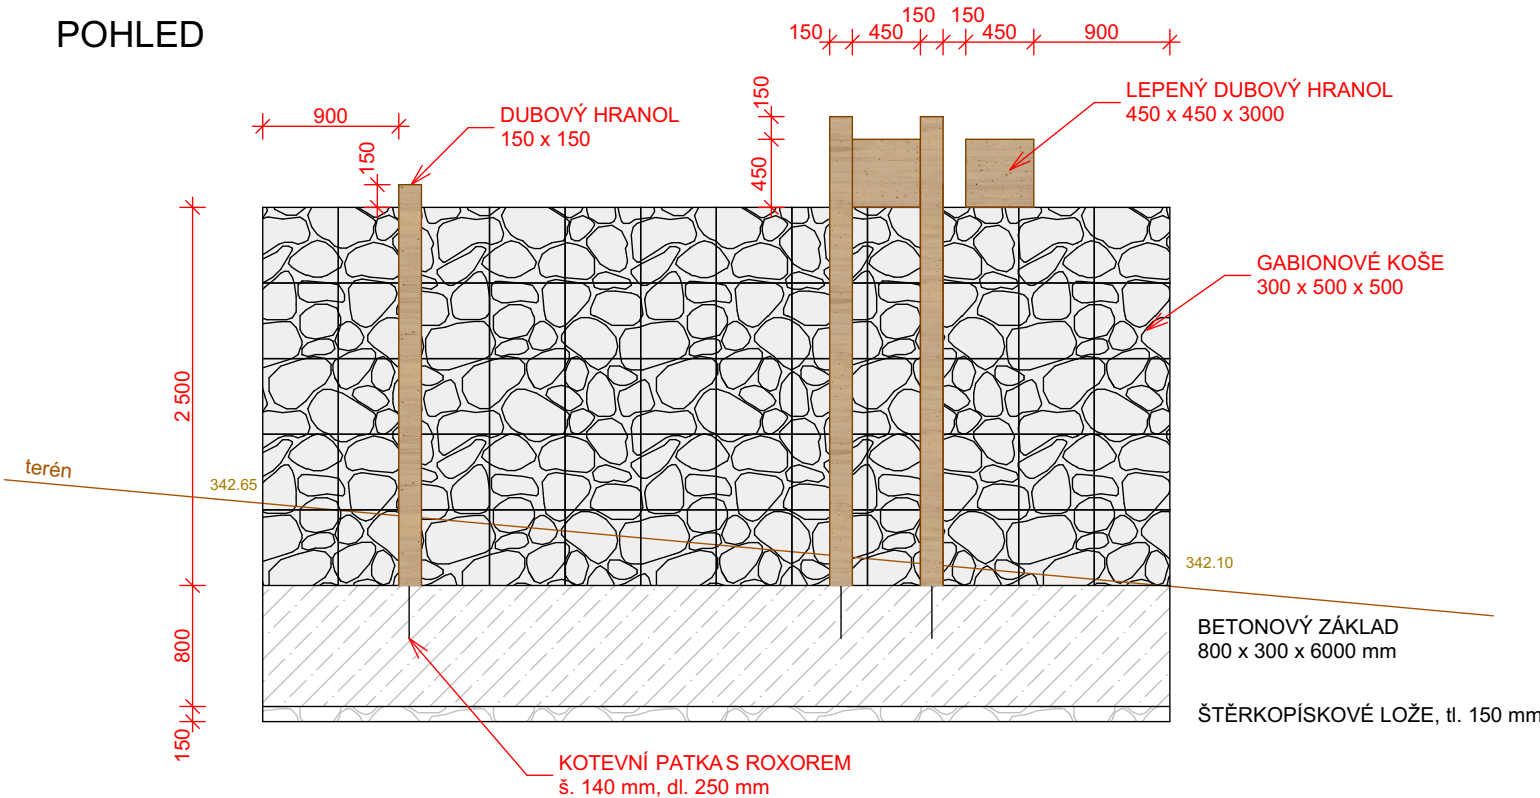 POHLED
150 150
150 450 450 900
LEPENÝ DUBOVÝ HRANOL
450 x 450 x 3000
900
DUBOVÝ HRANOL
150 x 150
150
150
450
GABIONOVÉ KOŠE
300 x 500 x 500
2 500
terén
342.65
342.10
BETONOVÝ ZÁKLAD
800 x 300 x 6000 mm
800
ŠTĚRKOPÍSKOVÉ LOŽE, tl. 150 mm
150
KOTEVNÍ PATKA S ROXOREM
š. 140 mm, dl. 250 mm